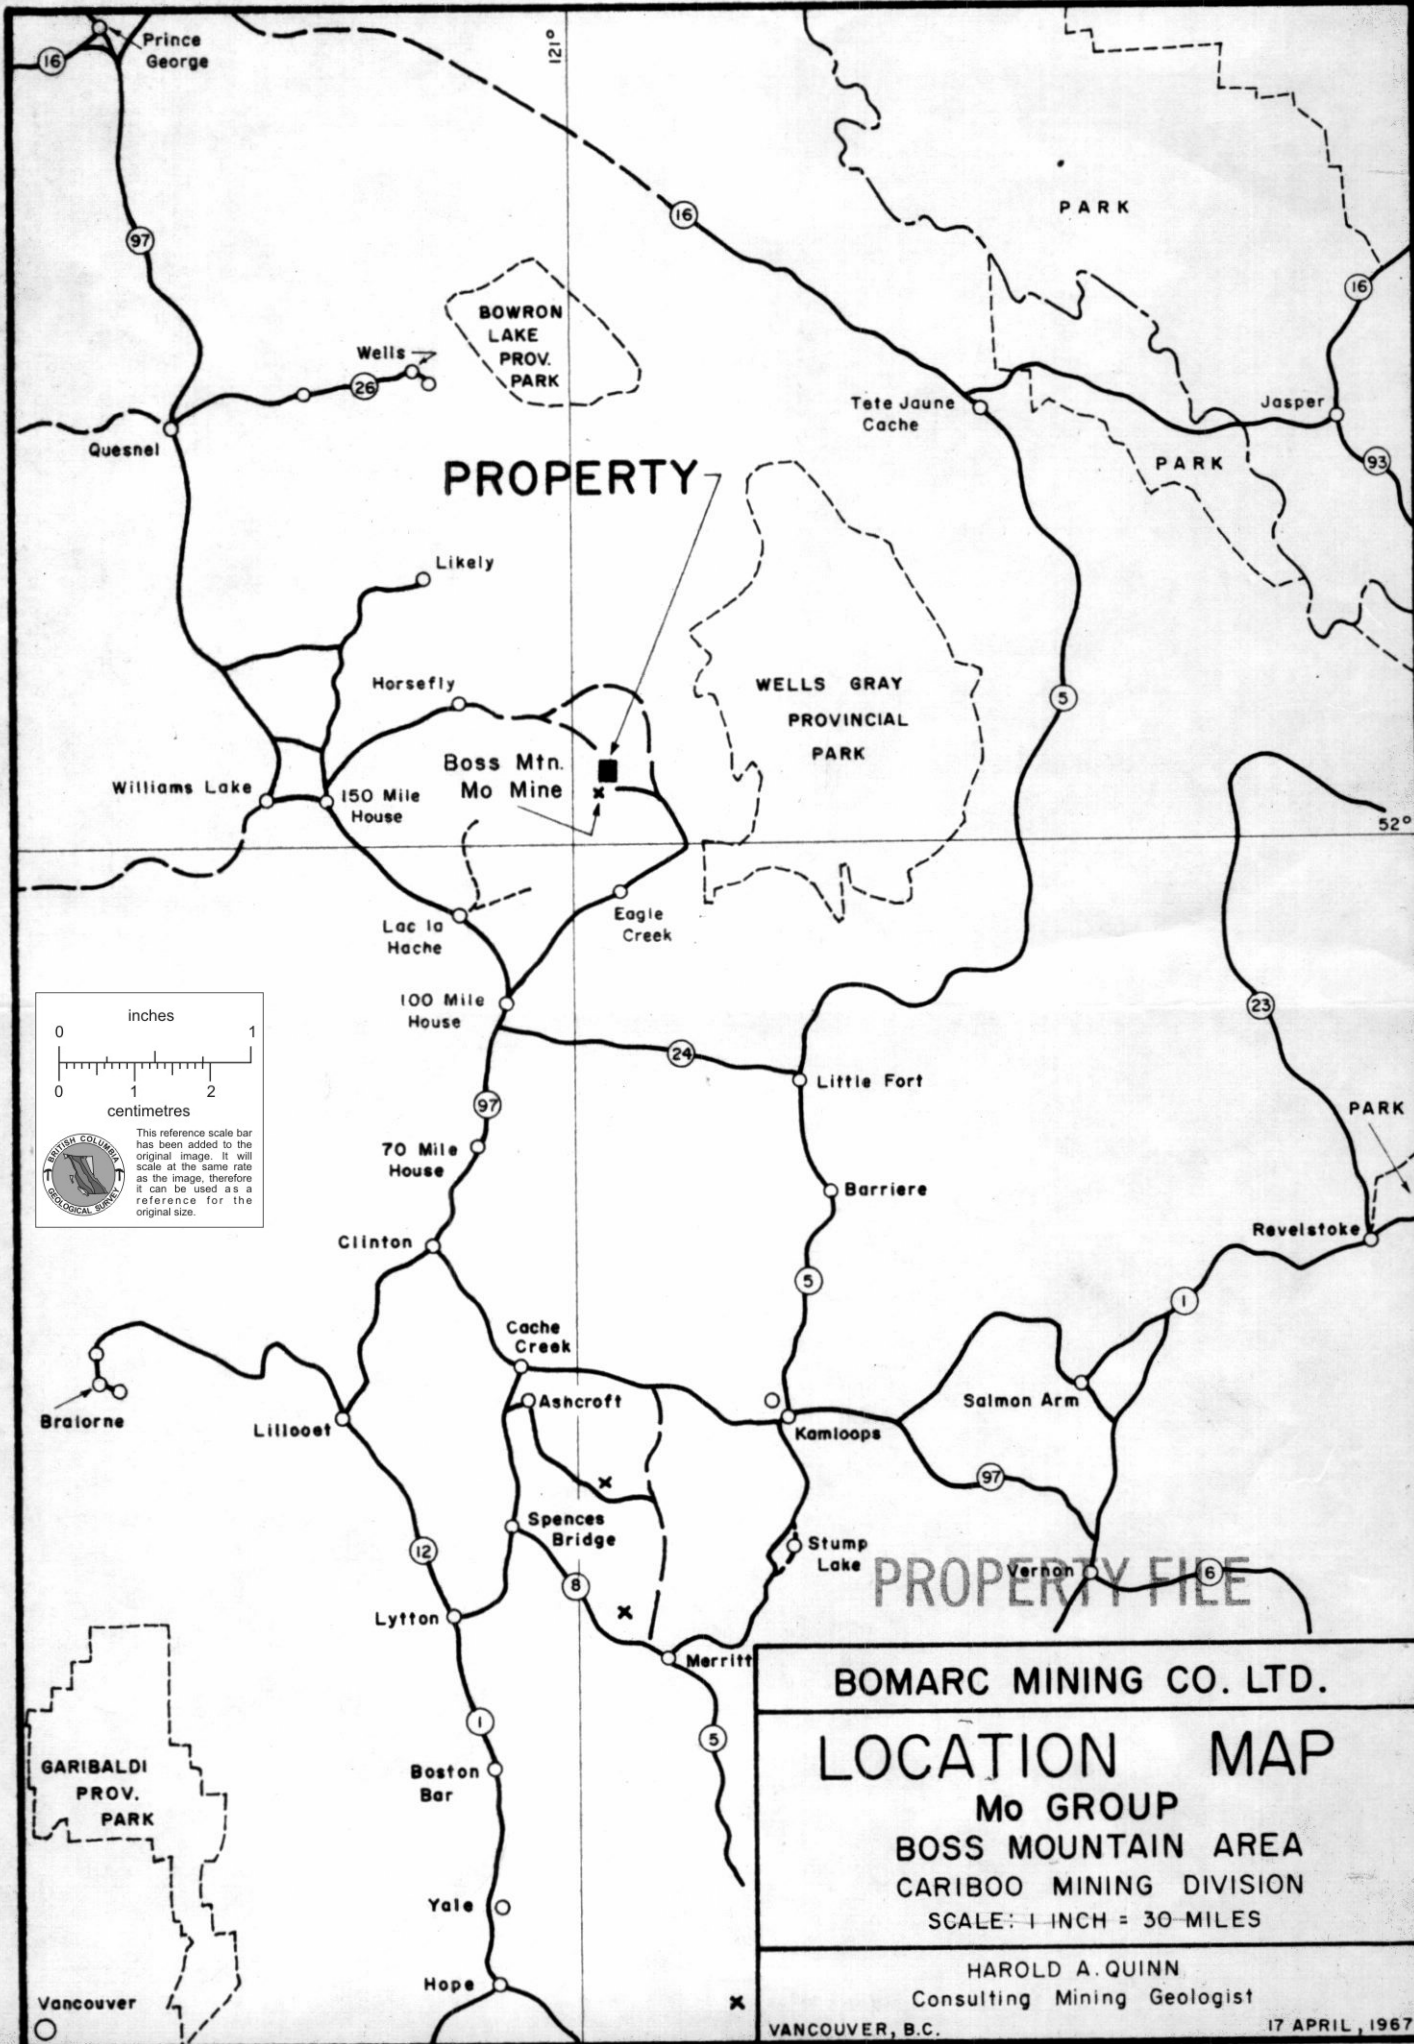 Prince
George
16
121°
97
16
PARK
16
BOWRON
LAKE
PROV.
PARK
Wells
26
Quesnel
Tete Jaune
Cache
Jasper
PARK
93
PROPERTY
Likely
Horsefly
WELLS GRAY
PROVINCIAL
PARK
5
Boss Mtn.
Mo Mine
Williams Lake
150 Mile
House
52°
Lac la
Hache
Eagle
Creek
100 Mile
House
23
24
Little Fort
inches
0 1
0 1 2
centimetres
BRITISH COLUMBIA
GEOLOGICAL SURVEY
This reference scale bar
has been added to the
original image. It will
scale at the same rate
as the image, therefore
it can be used as a
reference for the
original size.
97
70 Mile
House
PARK
Barriere
Clinton
Revelstoke
5
1
Cache
Creek
Ashcroft
Bralorne
Lillooet
Salmon Arm
Kamloops
97
Spences
Bridge
12
Stump
Lake
PROPERTY FILE
Vernon
6
8
Lytton
Merritt
1
5
Boston
Bar
GARIBALDI
PROV.
PARK
Yale
Hope
Vancouver
BOMARC MINING CO. LTD.
LOCATION MAP
Mo GROUP
BOSS MOUNTAIN AREA
CARIBOO MINING DIVISION
SCALE: 1 INCH = 30 MILES
HAROLD A. QUINN
Consulting Mining Geologist
VANCOUVER, B.C.
17 APRIL, 1967